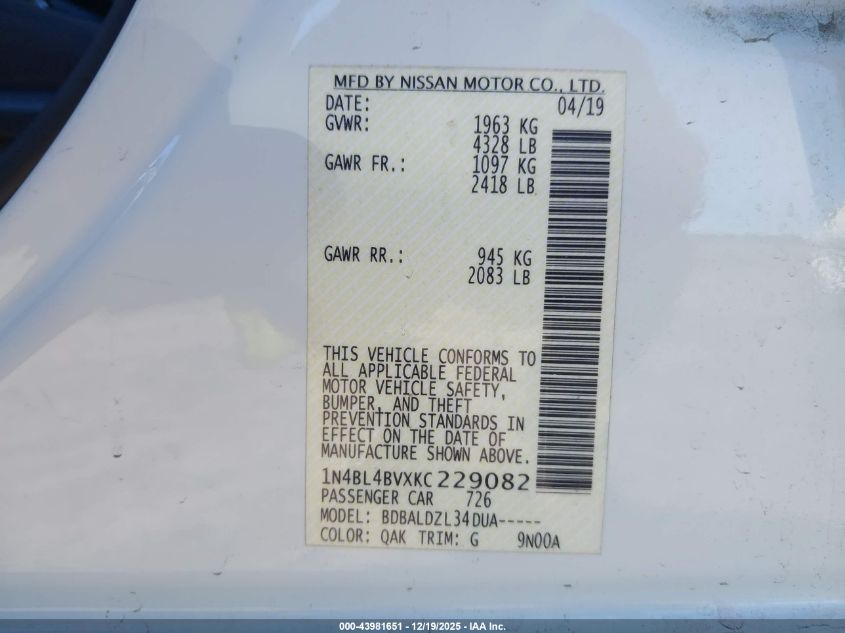 MFD BY NISSAN MOTOR CO., LTD.
DATE: 04/19
GVWR: 1963 KG
4328 LB
GAWR FR.: 1097 KG
2418 LB
GAWR RR.: 945 KG
2083 LB
THIS VEHICLE CONFORMS TO
ALL APPLICABLE FEDERAL
MOTOR VEHICLE SAFETY,
BUMPER, AND THEFT
PREVENTION STANDARDS IN
EFFECT ON THE DATE OF
MANUFACTURE SHOWN ABOVE.
1N4BL4BVXKC229082
PASSENGER CAR 726
MODEL: BDBALDZL34DUA-----
COLOR: QAK TRIM: G 9N00A
000-43981651 - 12/19/2025 - IAA Inc.